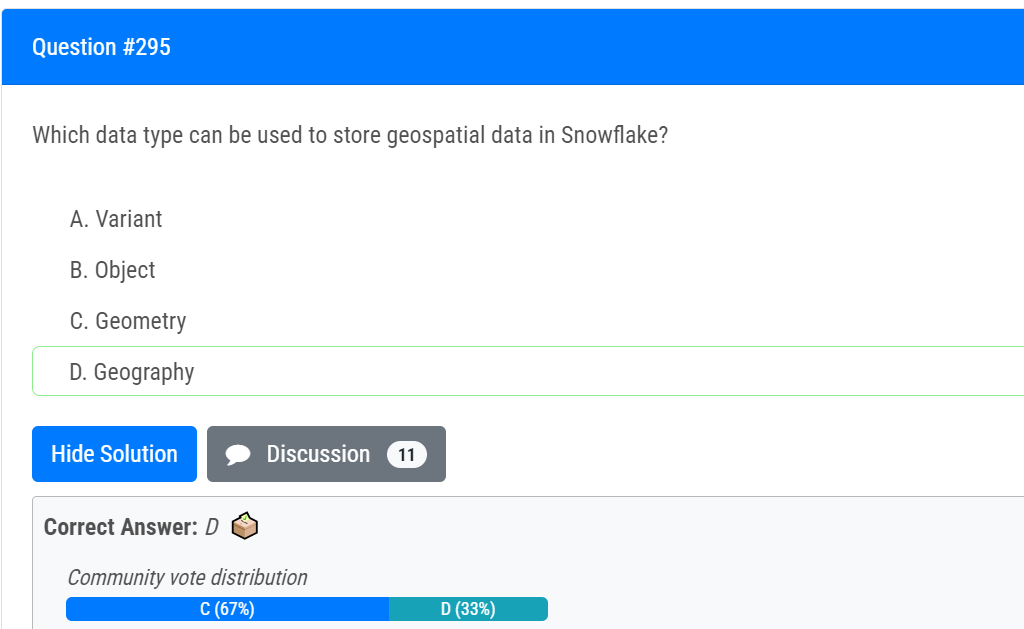 Question #295
Which data type can be used to store geospatial data in Snowflake?
A. Variant
B. Object
C. Geometry
D. Geography
Hide Solution
Discussion 11
Correct Answer: D
Community vote distribution
C (67%) D (33%)